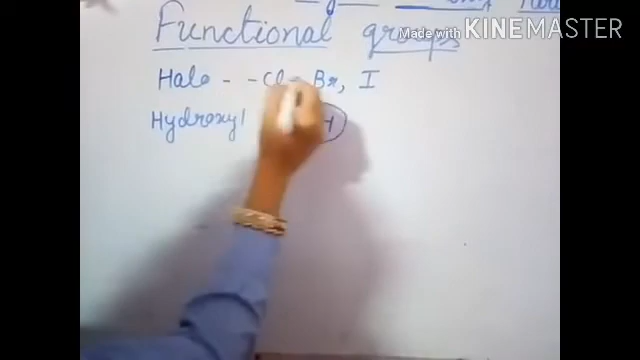 Functional groups
Halo - -Cl Br, I
Hydroxyl
Made with KINEMASTER